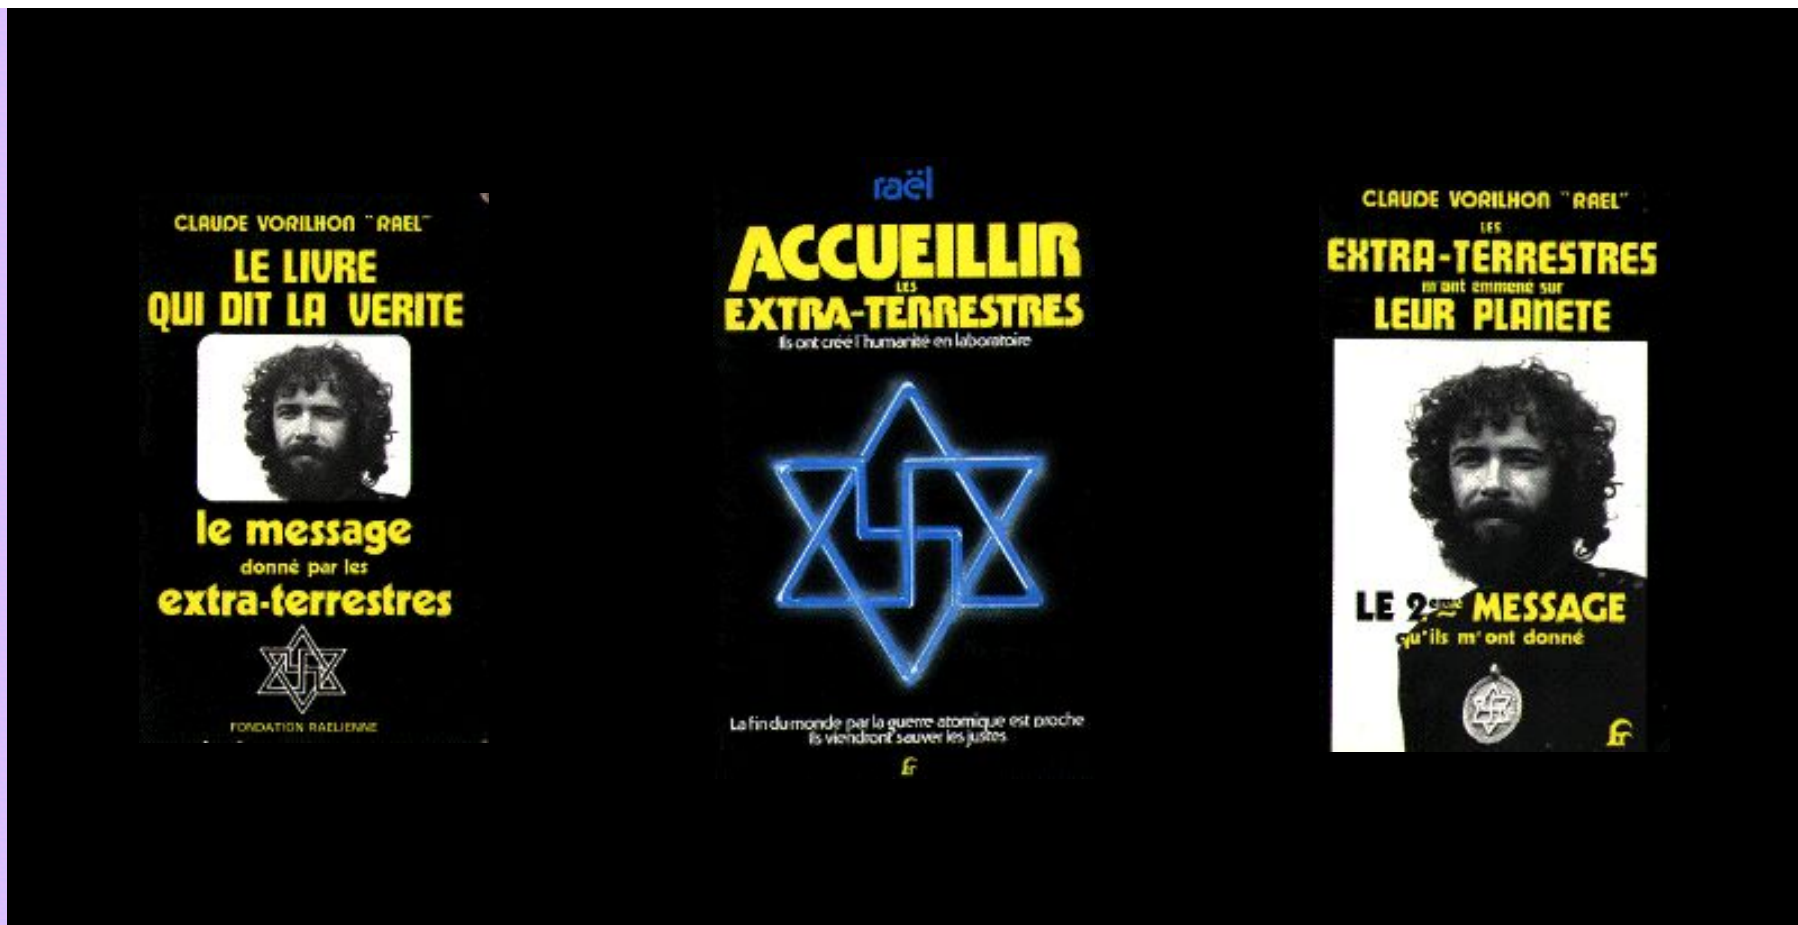 CLAUDE VORILHON "RAEL"
LE LIVRE
QUI DIT LA VERITE
le message
donné par les
extra-terrestres
FONDATION RAELIENNE
raël
ACCUEILLIR
LES
EXTRA-TERRESTRES
Ils ont créé l'humanité en laboratoire
La fin du monde par la guerre atomique est proche
Ils viendront sauver les justes.
fr
CLAUDE VORILHON "RAEL"
LES
EXTRA-TERRESTRES
m'ont emmené sur
LEUR PLANETE
LE 2eme MESSAGE
qu'ils m'ont donné
fr